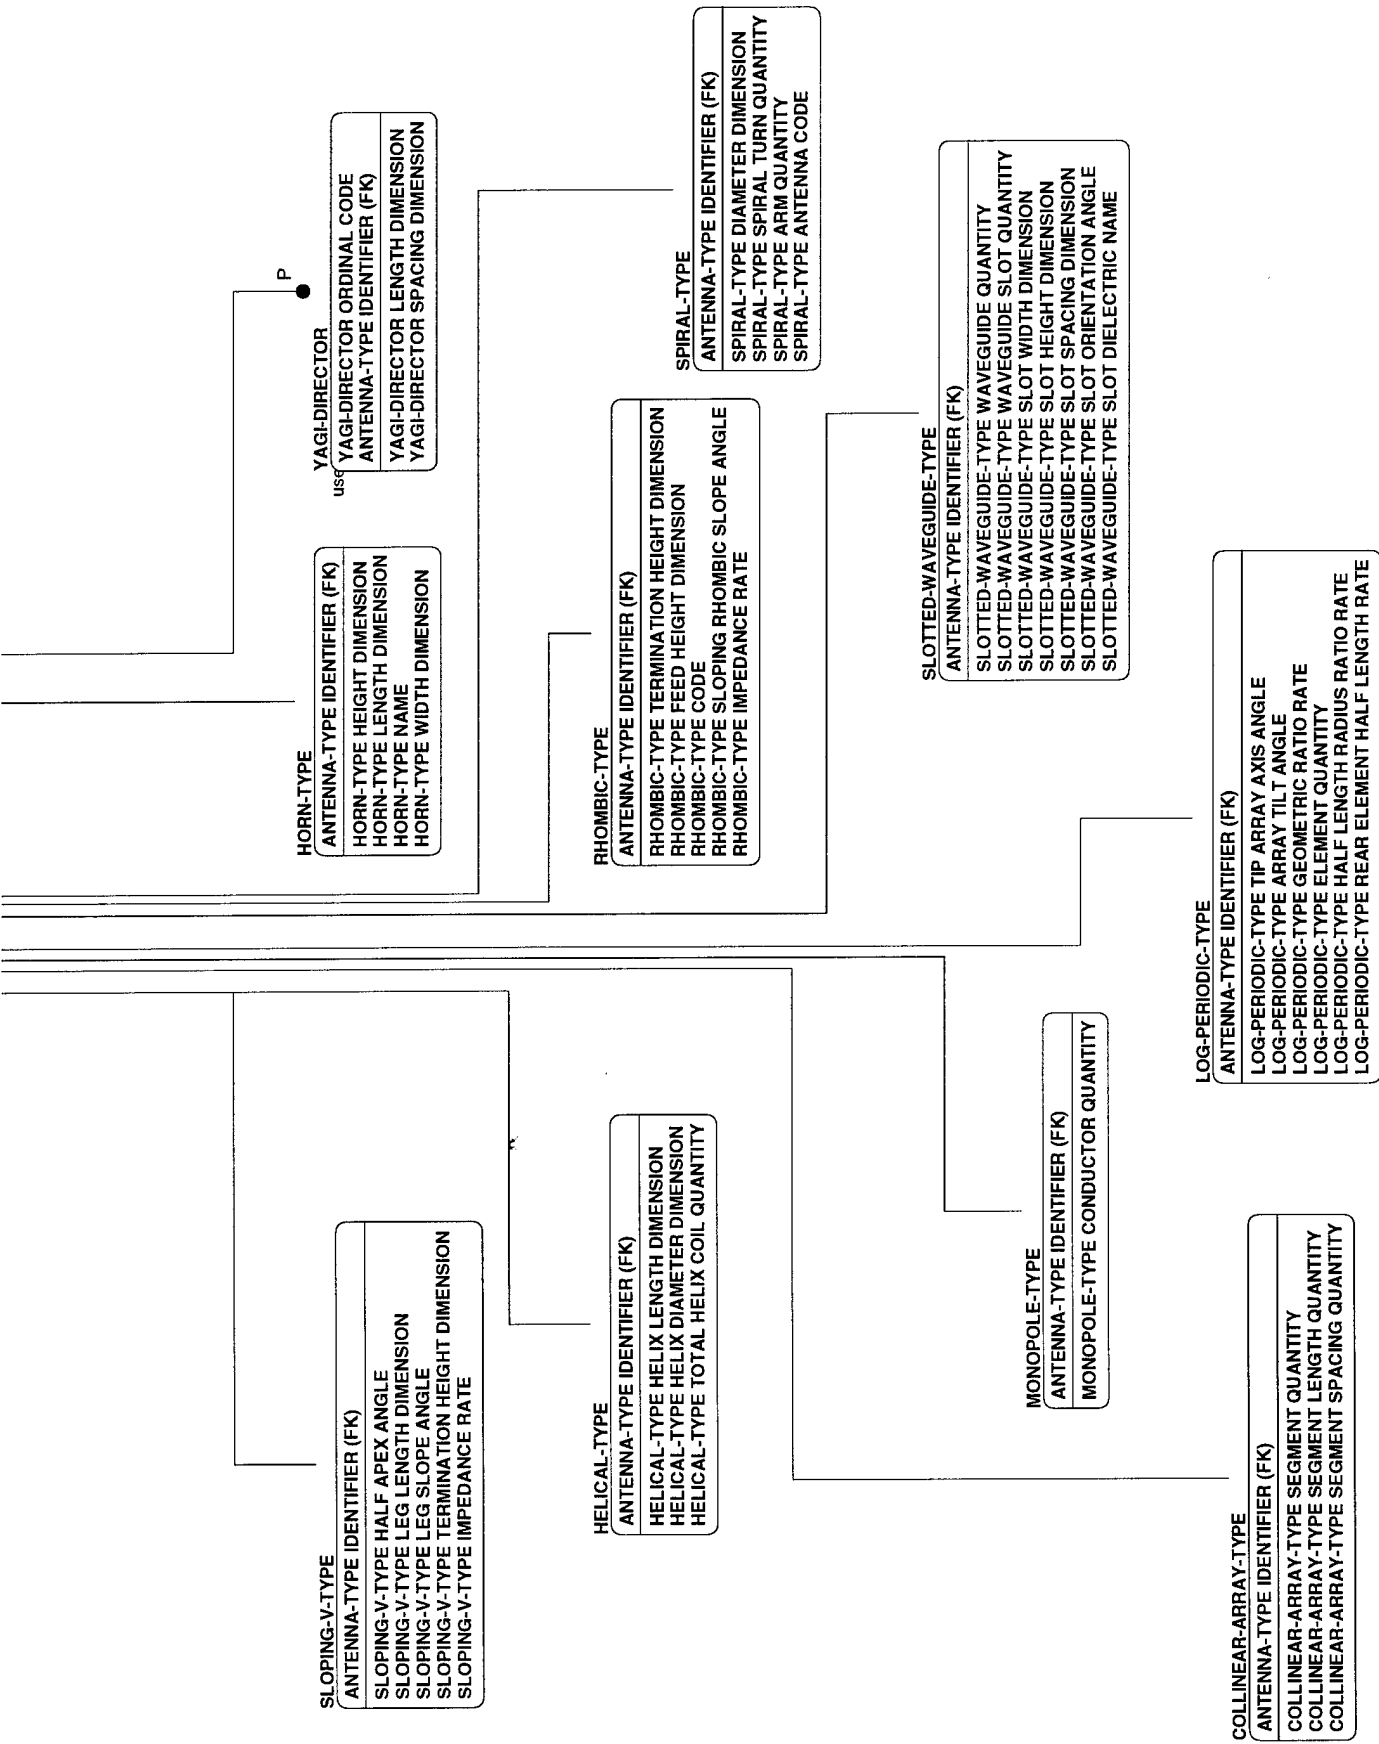 YAGI-DIRECTOR
use
YAGI-DIRECTOR ORDINAL CODE
ANTENNA-TYPE IDENTIFIER (FK)
YAGI-DIRECTOR LENGTH DIMENSION
YAGI-DIRECTOR SPACING DIMENSION
P
HORN-TYPE
ANTENNA-TYPE IDENTIFIER (FK)
HORN-TYPE HEIGHT DIMENSION
HORN-TYPE LENGTH DIMENSION
HORN-TYPE NAME
HORN-TYPE WIDTH DIMENSION
SLOPING-V-TYPE
ANTENNA-TYPE IDENTIFIER (FK)
SLOPING-V-TYPE HALF APEX ANGLE
SLOPING-V-TYPE LEG LENGTH DIMENSION
SLOPING-V-TYPE LEG SLOPE ANGLE
SLOPING-V-TYPE TERMINATION HEIGHT DIMENSION
SLOPING-V-TYPE IMPEDANCE RATE
HELICAL-TYPE
ANTENNA-TYPE IDENTIFIER (FK)
HELICAL-TYPE HELIX LENGTH DIMENSION
HELICAL-TYPE HELIX DIAMETER DIMENSION
HELICAL-TYPE TOTAL HELIX COIL QUANTITY
RHOMBIC-TYPE
ANTENNA-TYPE IDENTIFIER (FK)
RHOMBIC-TYPE TERMINATION HEIGHT DIMENSION
RHOMBIC-TYPE FEED HEIGHT DIMENSION
RHOMBIC-TYPE CODE
RHOMBIC-TYPE SLOPING RHOMBIC SLOPE ANGLE
RHOMBIC-TYPE IMPEDANCE RATE
SPIRAL-TYPE
ANTENNA-TYPE IDENTIFIER (FK)
SPIRAL-TYPE DIAMETER DIMENSION
SPIRAL-TYPE SPIRAL TURN QUANTITY
SPIRAL-TYPE ARM QUANTITY
SPIRAL-TYPE ANTENNA CODE
SLOTTED-WAVEGUIDE-TYPE
ANTENNA-TYPE IDENTIFIER (FK)
SLOTTED-WAVEGUIDE-TYPE WAVEGUIDE QUANTITY
SLOTTED-WAVEGUIDE-TYPE WAVEGUIDE SLOT QUANTITY
SLOTTED-WAVEGUIDE-TYPE SLOT WIDTH DIMENSION
SLOTTED-WAVEGUIDE-TYPE SLOT HEIGHT DIMENSION
SLOTTED-WAVEGUIDE-TYPE SLOT SPACING DIMENSION
SLOTTED-WAVEGUIDE-TYPE SLOT ORIENTATION ANGLE
SLOTTED-WAVEGUIDE-TYPE SLOT DIELECTRIC NAME
MONOPOLE-TYPE
ANTENNA-TYPE IDENTIFIER (FK)
MONOPOLE-TYPE CONDUCTOR QUANTITY
LOG-PERIODIC-TYPE
ANTENNA-TYPE IDENTIFIER (FK)
LOG-PERIODIC-TYPE TIP ARRAY AXIS ANGLE
LOG-PERIODIC-TYPE ARRAY TILT ANGLE
LOG-PERIODIC-TYPE GEOMETRIC RATIO RATE
LOG-PERIODIC-TYPE ELEMENT QUANTITY
LOG-PERIODIC-TYPE HALF LENGTH RADIUS RATIO RATE
LOG-PERIODIC-TYPE REAR ELEMENT HALF LENGTH RATE
COLLINEAR-ARRAY-TYPE
ANTENNA-TYPE IDENTIFIER (FK)
COLLINEAR-ARRAY-TYPE SEGMENT QUANTITY
COLLINEAR-ARRAY-TYPE SEGMENT LENGTH QUANTITY
COLLINEAR-ARRAY-TYPE SEGMENT SPACING QUANTITY